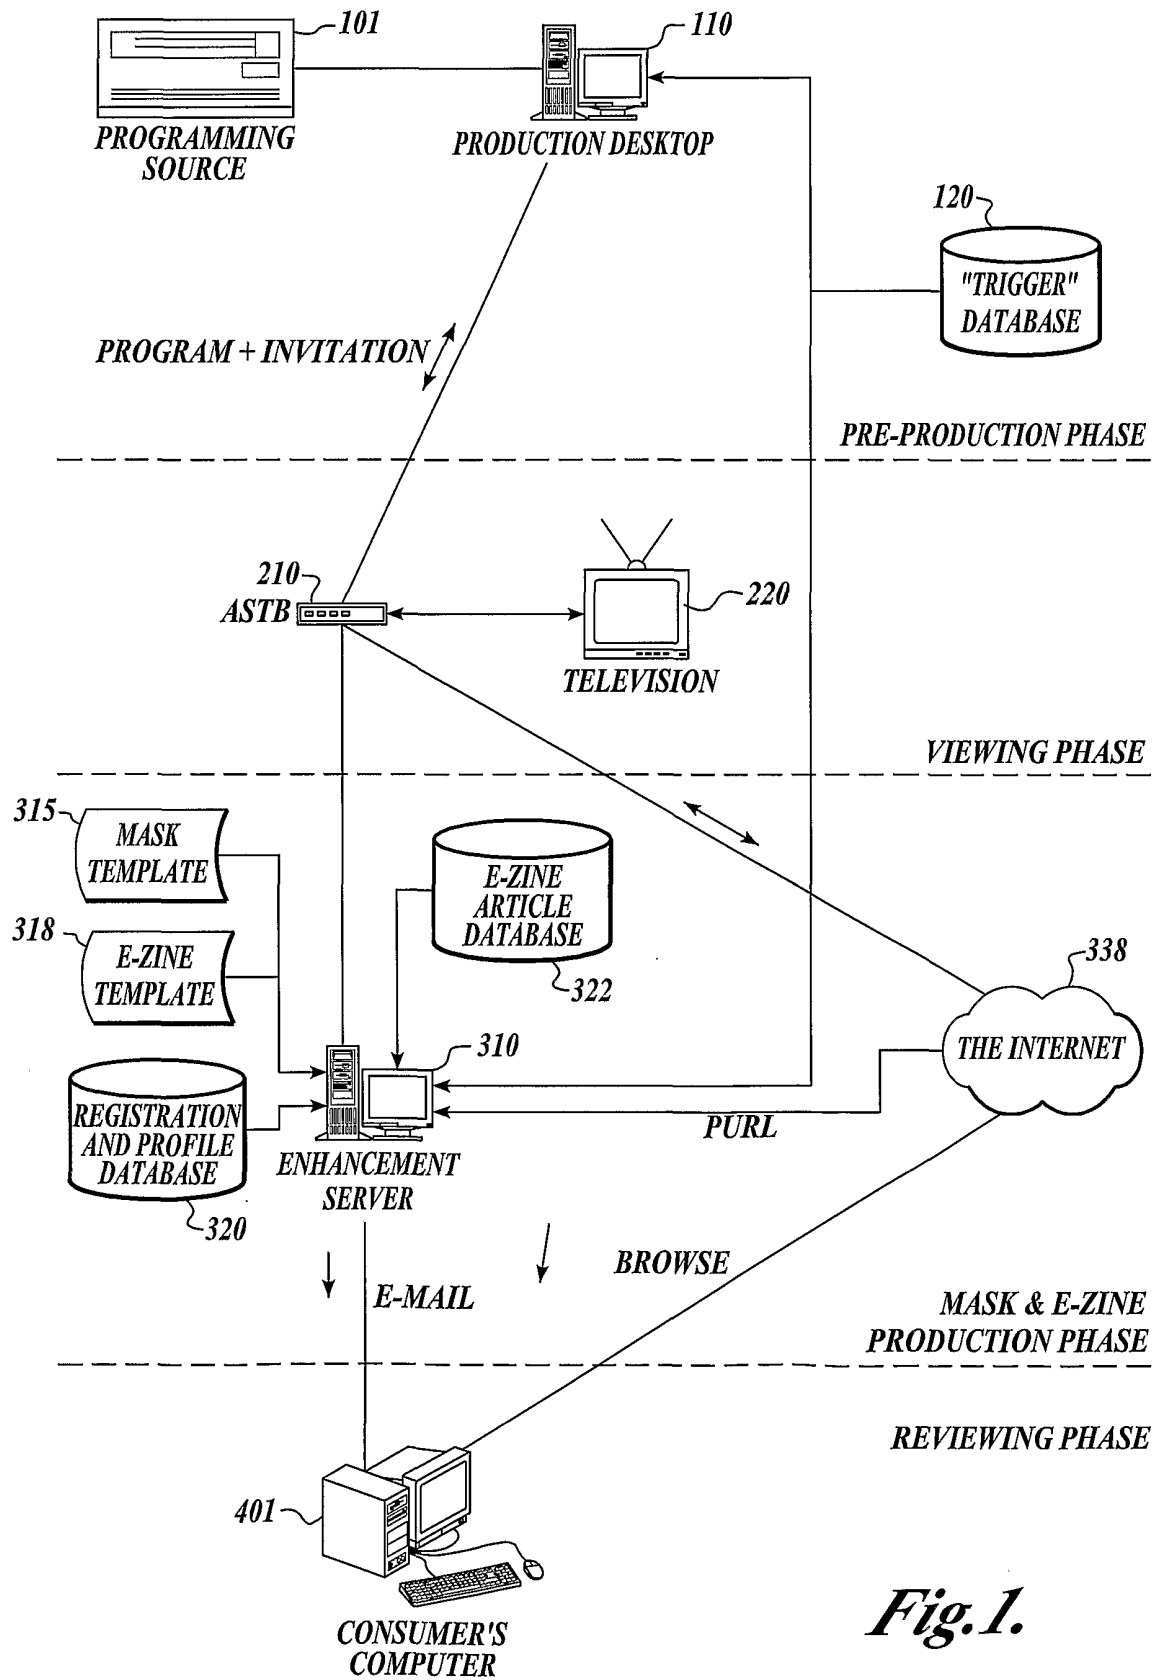 101
110
PROGRAMMING
SOURCE
PRODUCTION DESKTOP
120
"TRIGGER"
DATABASE
PROGRAM + INVITATION
PRE-PRODUCTION PHASE
210
ASTB
220
TELEVISION
VIEWING PHASE
315
MASK
TEMPLATE
E-ZINE
ARTICLE
DATABASE
322
318
E-ZINE
TEMPLATE
338
THE INTERNET
310
REGISTRATION
AND PROFILE
DATABASE
320
PURL
ENHANCEMENT
SERVER
BROWSE
E-MAIL
MASK & E-ZINE
PRODUCTION PHASE
REVIEWING PHASE
401
CONSUMER'S
COMPUTER
Fig.1.